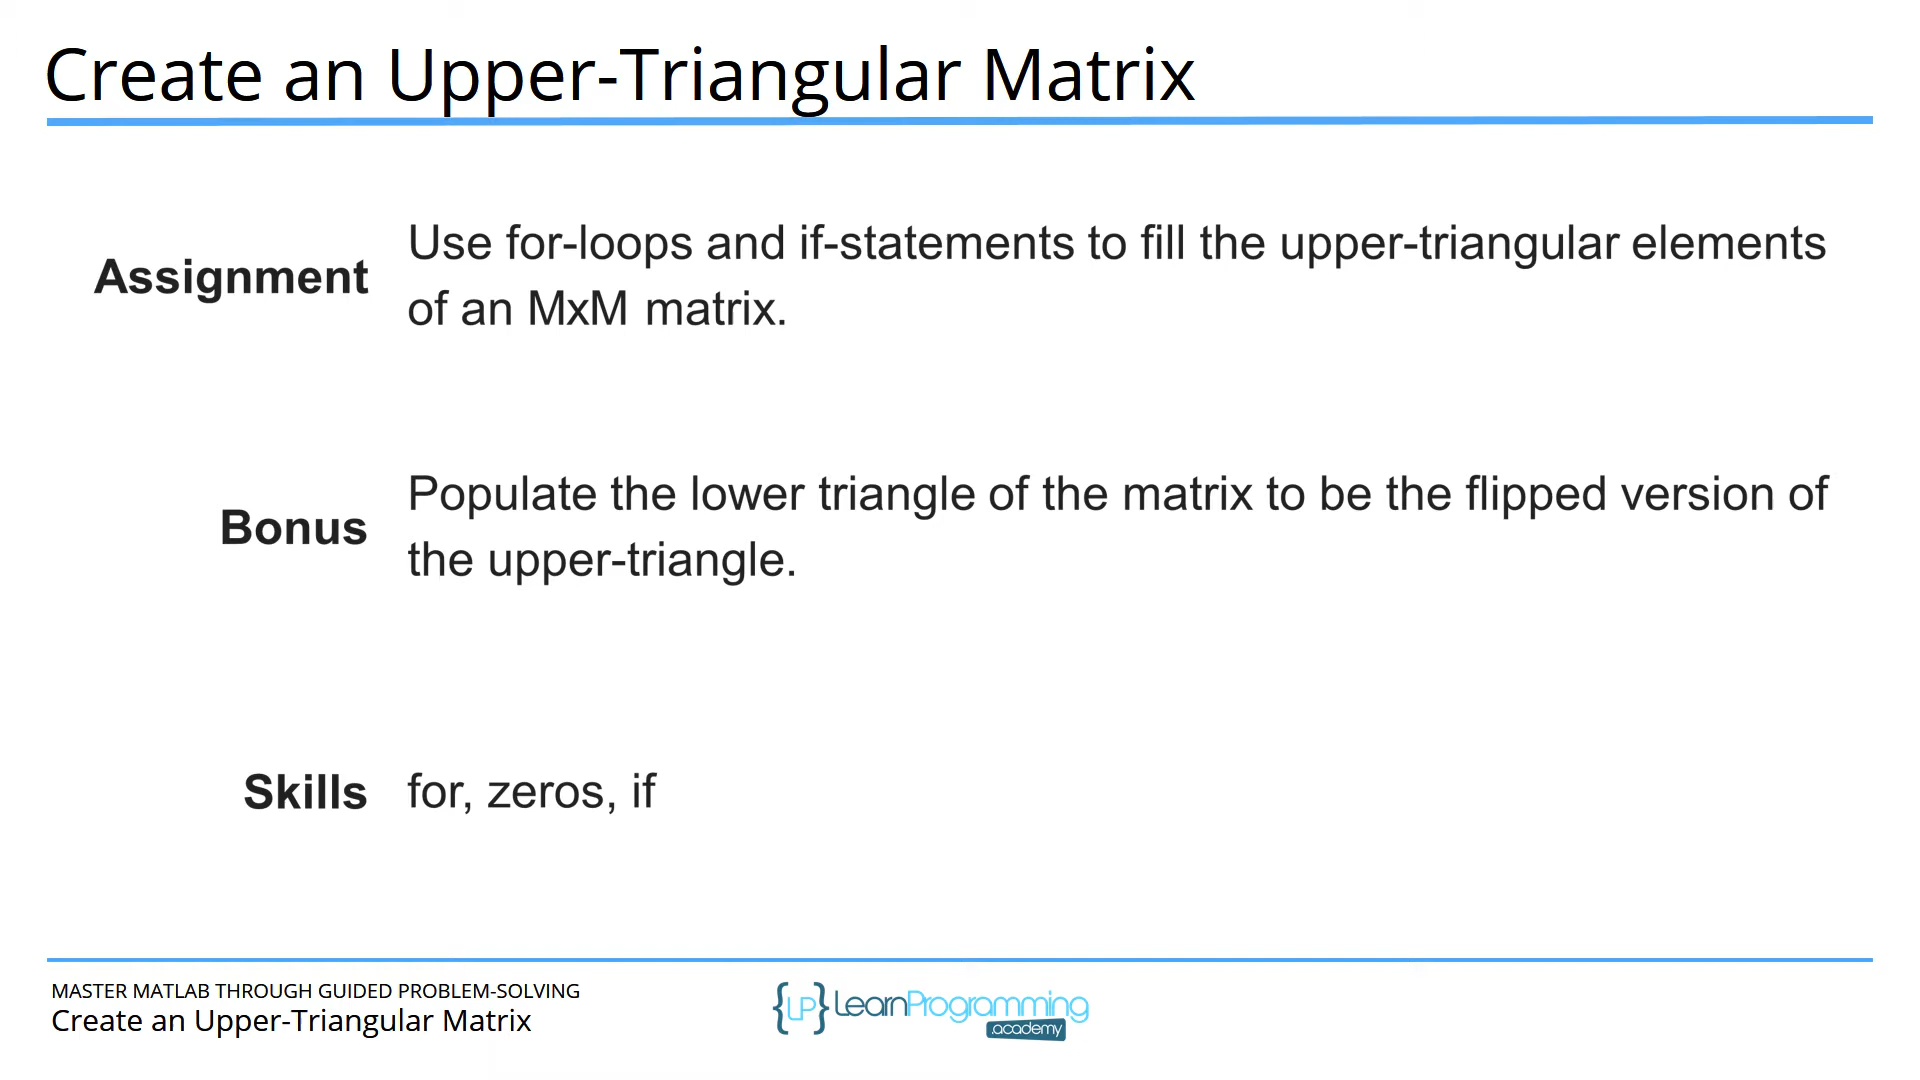 Create an Upper-Triangular Matrix
Assignment
Use for-loops and if-statements to fill the upper-triangular elements
of an MxM matrix.
Bonus
Populate the lower triangle of the matrix to be the flipped version of
the upper-triangle.
Skills
for, zeros, if
MASTER MATLAB THROUGH GUIDED PROBLEM-SOLVING
Create an Upper-Triangular Matrix
{LP} LearnProgramming
.academy